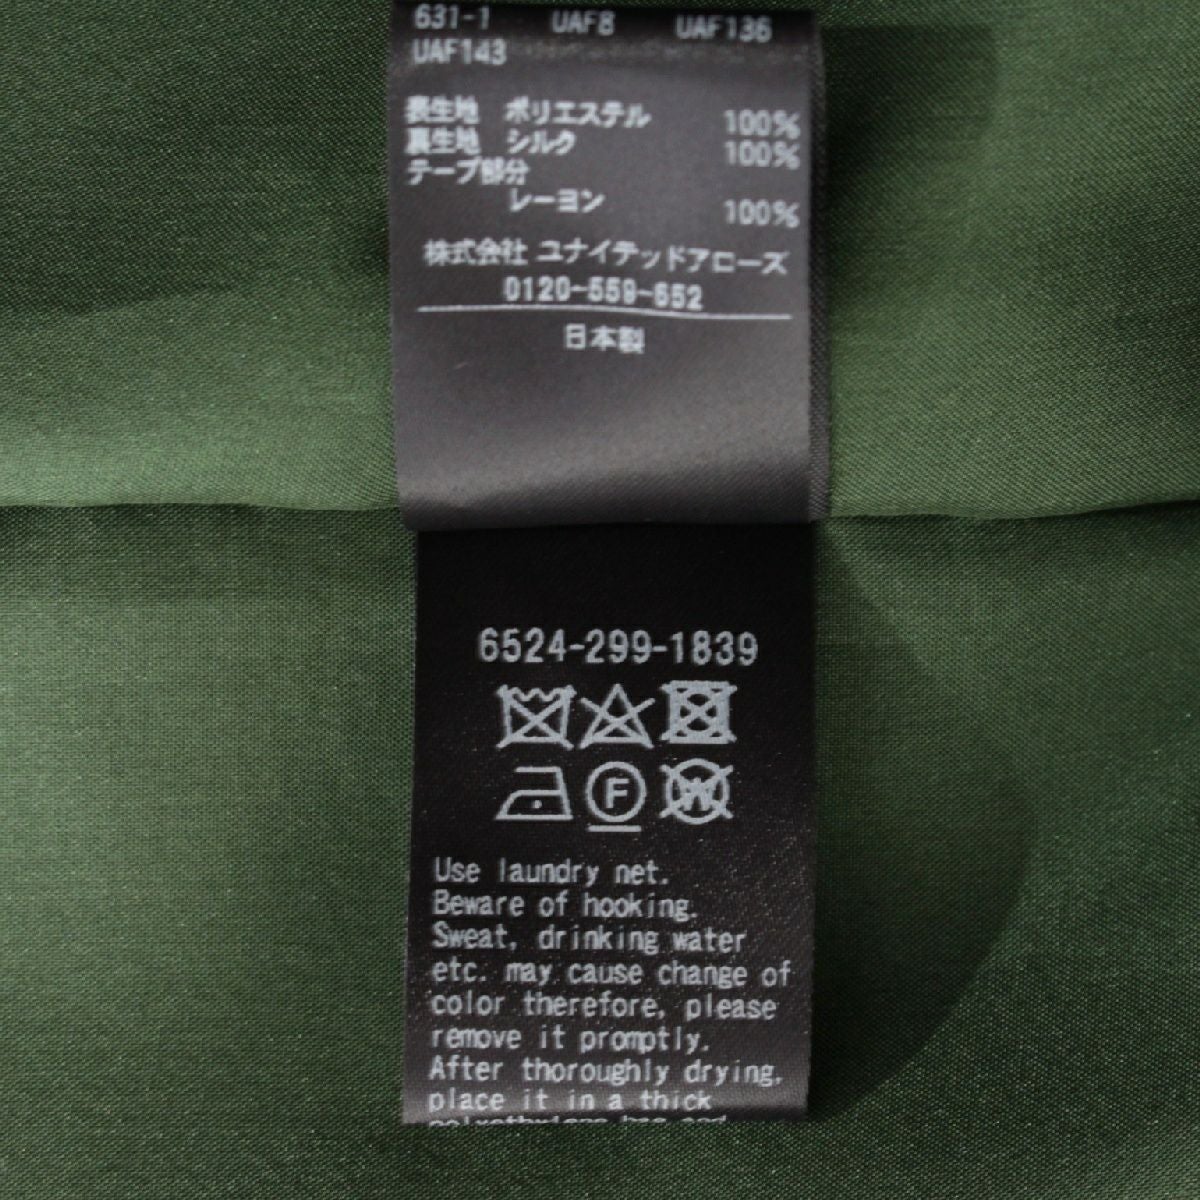 631-1 UAF8 UAF136
UAF143
表生地 ポリエステル 100%
裏生地 シルク 100%
テープ部分
レーヨン 100%
株式会社 ユナイテッドアローズ
0120-559-652
日本製
6524-299-1839
F W
Use laundry net.
Beware of hooking.
Sweat, drinking water
etc. may cause change of
color therefore, please
remove it promptly.
After thoroughly drying,
place it in a thick